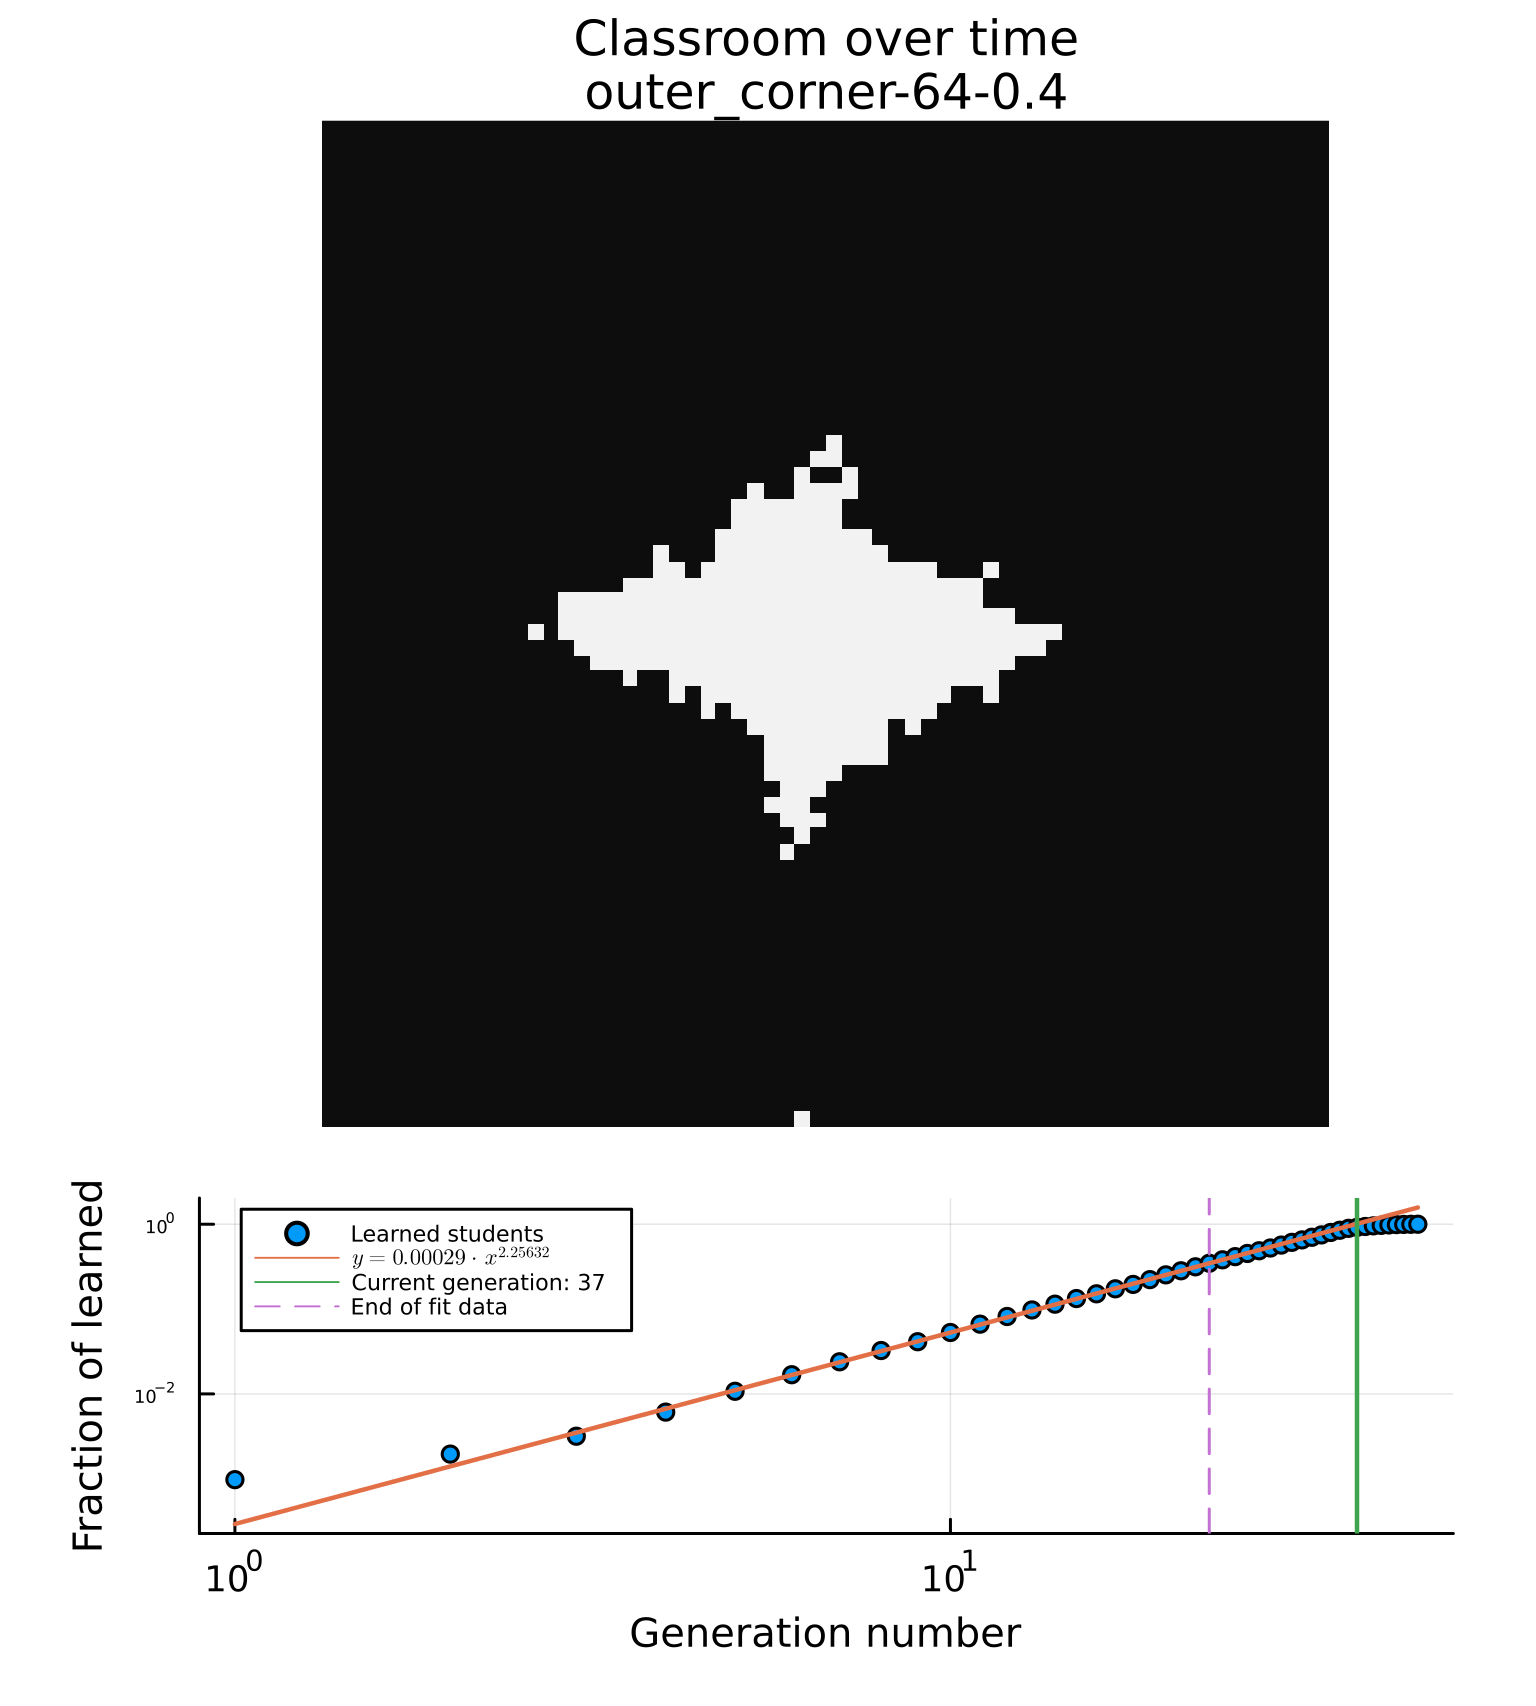 Classroom over time
outer_corner-64-0.4
Fraction of learned
10^0
10^-2
Learned students
y = 0.00029 · x^2.25632
Current generation: 37
End of fit data
10^0
10^1
Generation number